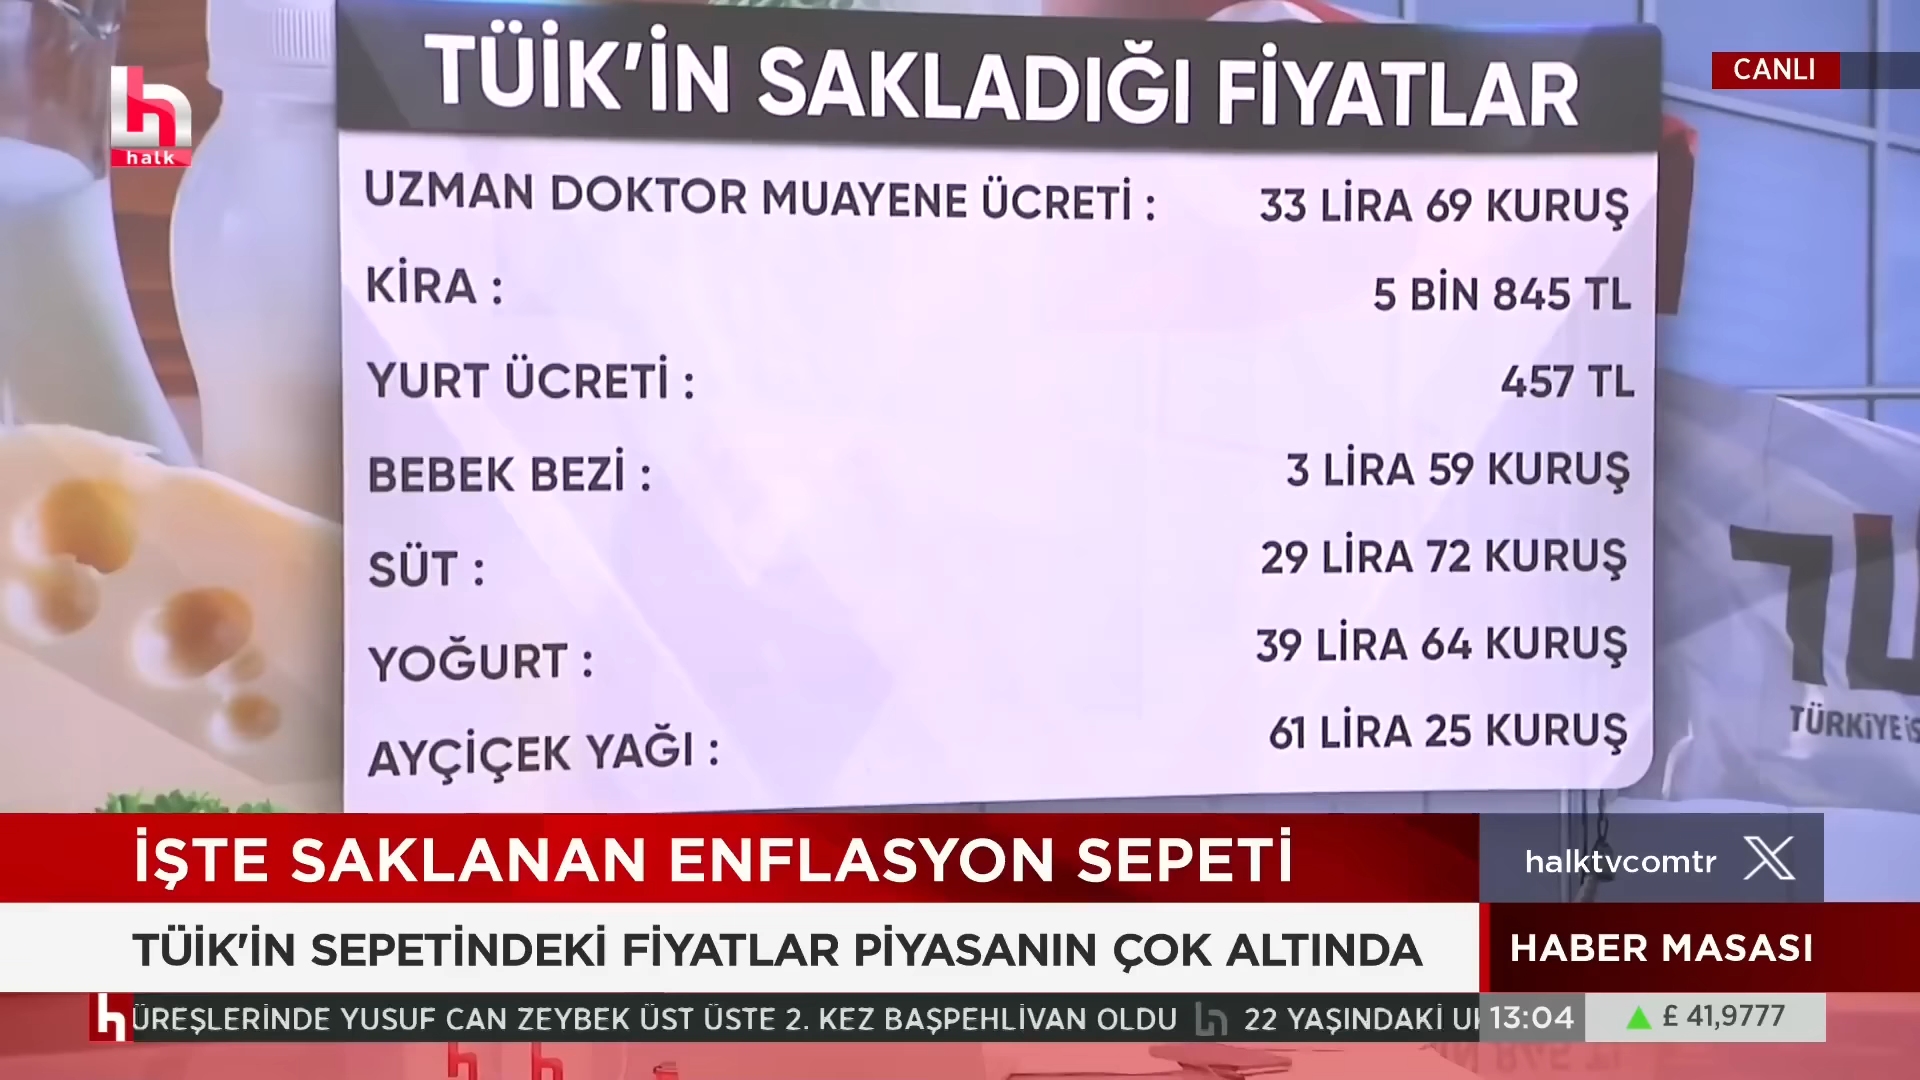 TÜİK'İN SAKLADIĞI FİYATLAR
CANLI
halk
UZMAN DOKTOR MUAYENE ÜCRETİ : 33 LİRA 69 KURUŞ
KİRA : 5 BİN 845 TL
YURT ÜCRETİ : 457 TL
BEBEK BEZİ : 3 LİRA 59 KURUŞ
SÜT : 29 LİRA 72 KURUŞ
YOĞURT : 39 LİRA 64 KURUŞ
AYÇİÇEK YAĞI : 61 LİRA 25 KURUŞ
TÜRKİYE
İŞTE SAKLANAN ENFLASYON SEPETİ
halktvcomtr
TÜİK'İN SEPETİNDEKİ FİYATLAR PİYASANIN ÇOK ALTINDA
HABER MASASI
ÜREŞLERİNDE YUSUF CAN ZEYBEK ÜST ÜSTE 2. KEZ BAŞPEHLİVAN OLDU 22 YAŞINDAKİ
13:04
£ 41,9777